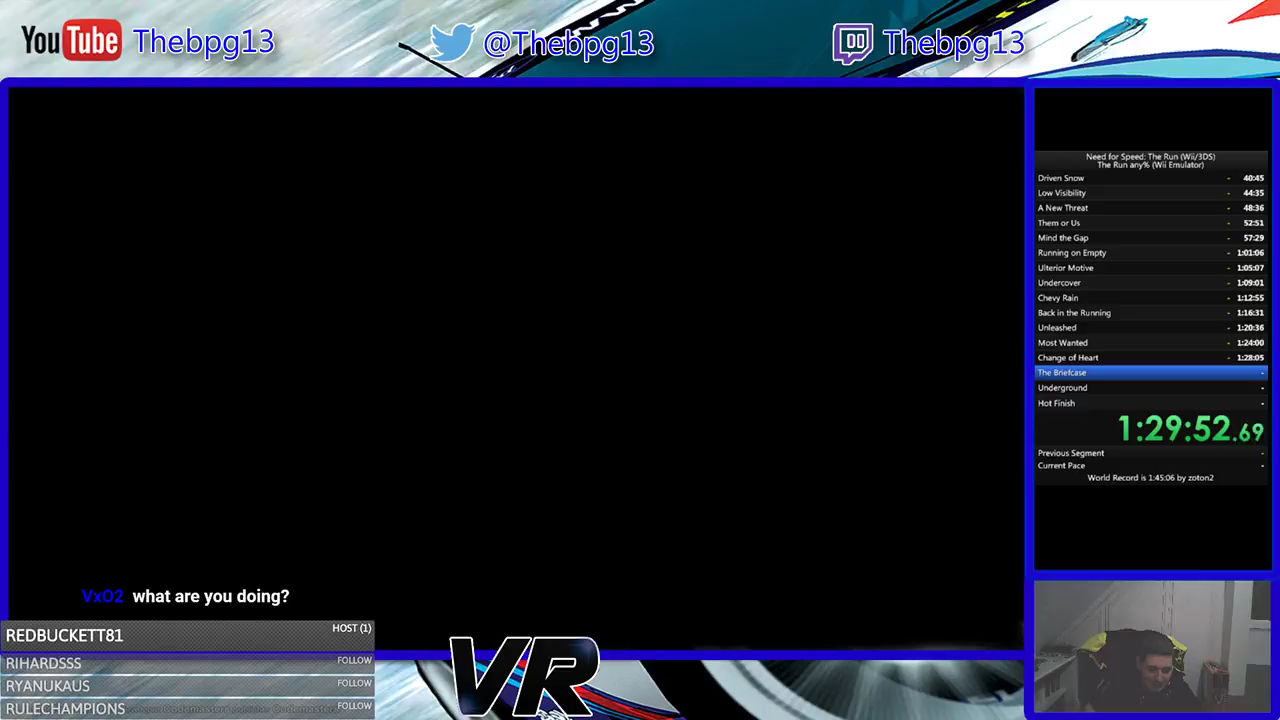 YouTube Thebpg13
@Thebpg13
Thebpg13
Need for Speed: The Run (Wii/3DS)
The Run any% (Wii Emulator)
Driven Snow - 40:45
Low Visibility - 44:35
A New Threat - 48:36
Them or Us - 52:51
Mind the Gap - 57:29
Running on Empty - 1:01:06
Ulterior Motive - 1:05:07
Undercover - 1:09:01
Chevy Rain - 1:12:55
Back in the Running - 1:16:31
Unleashed - 1:20:36
Most Wanted - 1:24:00
Change of Heart - 1:28:05
The Briefcase -
Underground -
Hot Finish -
1:29:52.69
Previous Segment -
Current Pace -
World Record is 1:45:06 by zoton2
VxO2 what are you doing?
REDBUCKETT81 HOST (1)
RIHARDSSS FOLLOW
RYANUKAUS FOLLOW
RULECHAMPIONS FOLLOW
VR